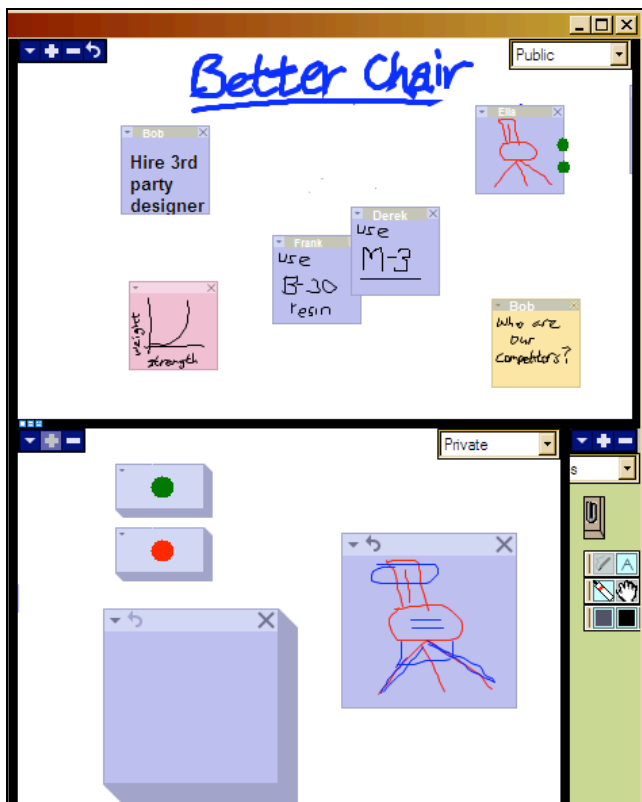 Public
Better Chair
Ella
Bob
Hire 3rd
party
designer
Derek
use
M-3
Frank
use
B-30
resin
weight
strength
Bob
Who are
our
competitors?
Private
s
A